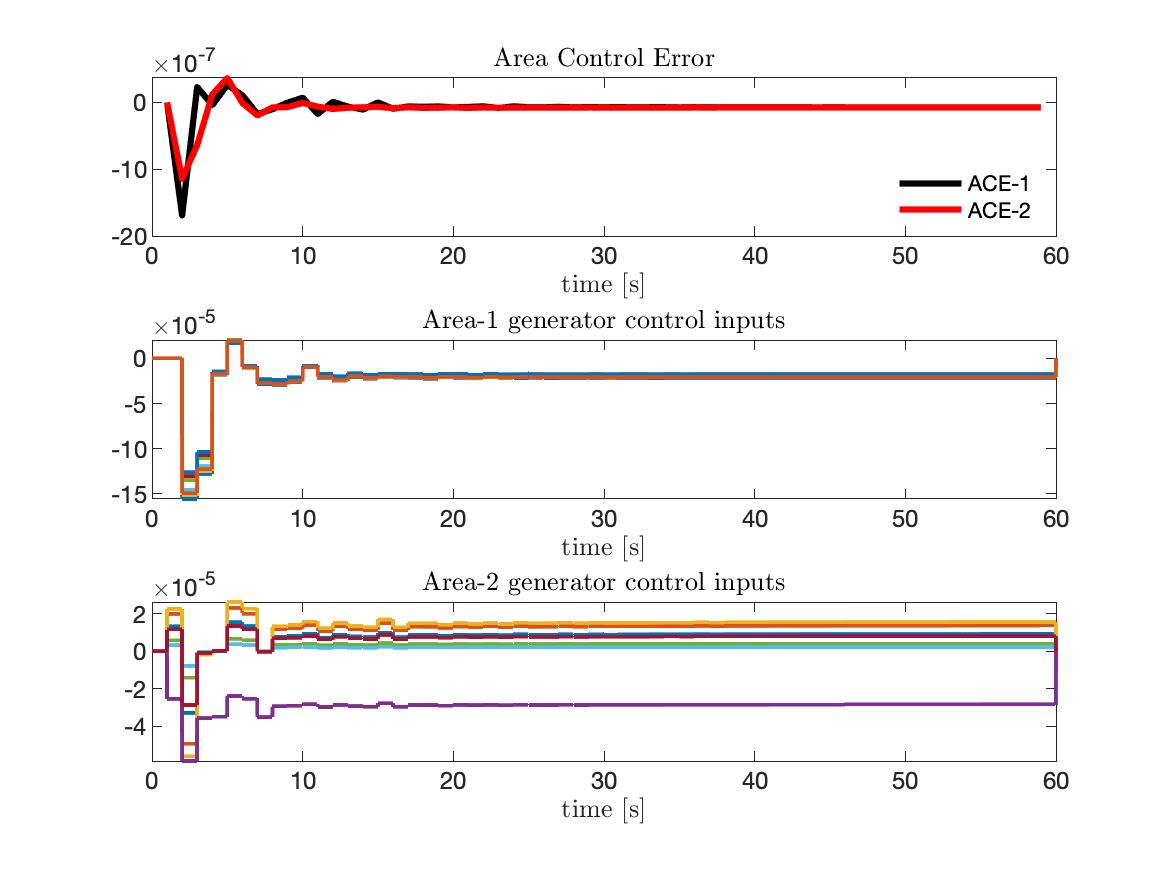 Area Control Error
×10-7
0
-10
-20
ACE-1
ACE-2
0 10 20 30 40 50 60
time [s]
Area-1 generator control inputs
×10-5
0
-5
-10
-15
0 10 20 30 40 50 60
time [s]
Area-2 generator control inputs
×10-5
2
0
-2
-4
0 10 20 30 40 50 60
time [s]